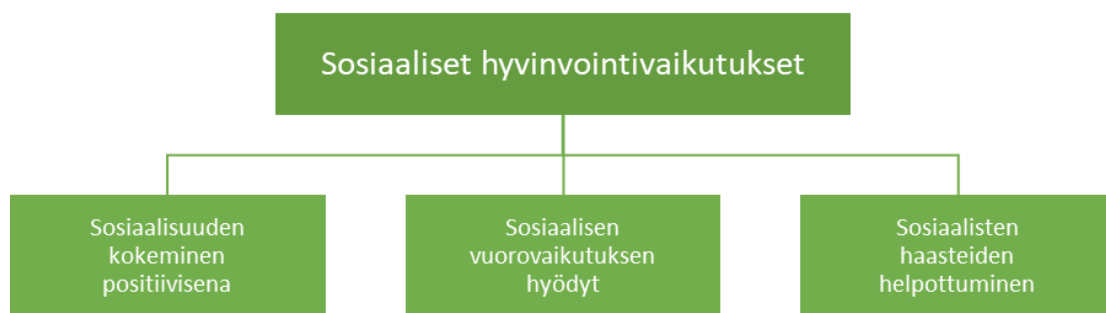 Sosiaaliset hyvinvointivaikutukset
Sosiaalisuuden
kokeminen
positiivisena
Sosiaalisen
vuorovaikutuksen
hyödyt
Sosiaalisten
haasteiden
helpottuminen